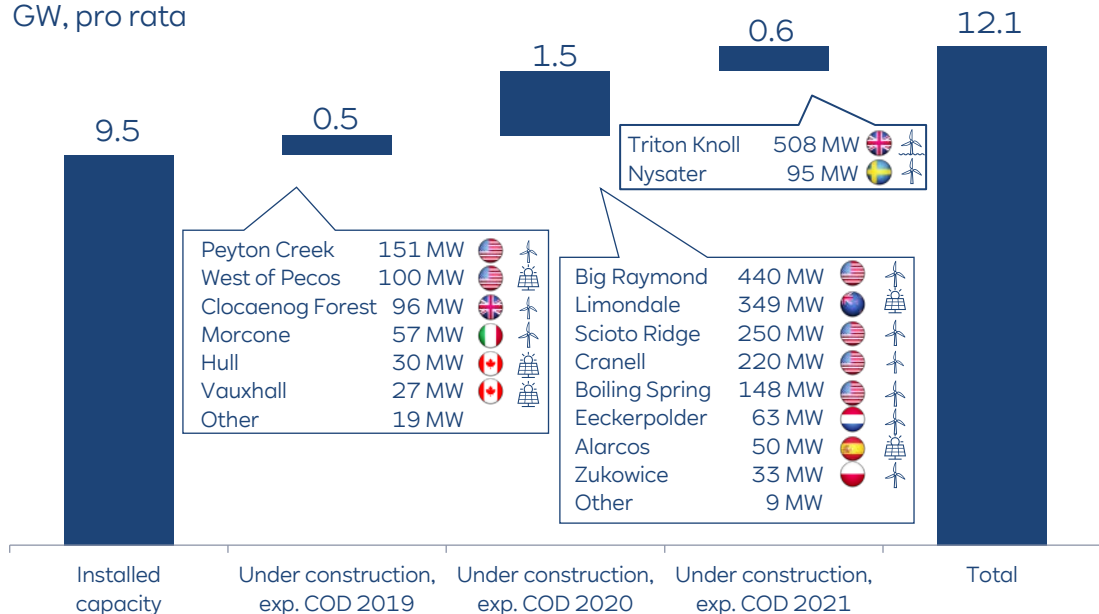 GW, pro rata
9.5
0.5
1.5
0.6
12.1
Triton Knoll 508 MW
Nysater 95 MW
Peyton Creek 151 MW
West of Pecos 100 MW
Clocaenog Forest 96 MW
Morcone 57 MW
Hull 30 MW
Vauxhall 27 MW
Other 19 MW
Big Raymond 440 MW
Limondale 349 MW
Scioto Ridge 250 MW
Cranell 220 MW
Boiling Spring 148 MW
Eeckerpolder 63 MW
Alarcos 50 MW
Zukowice 33 MW
Other 9 MW
Installed
capacity
Under construction,
exp. COD 2019
Under construction,
exp. COD 2020
Under construction,
exp. COD 2021
Total